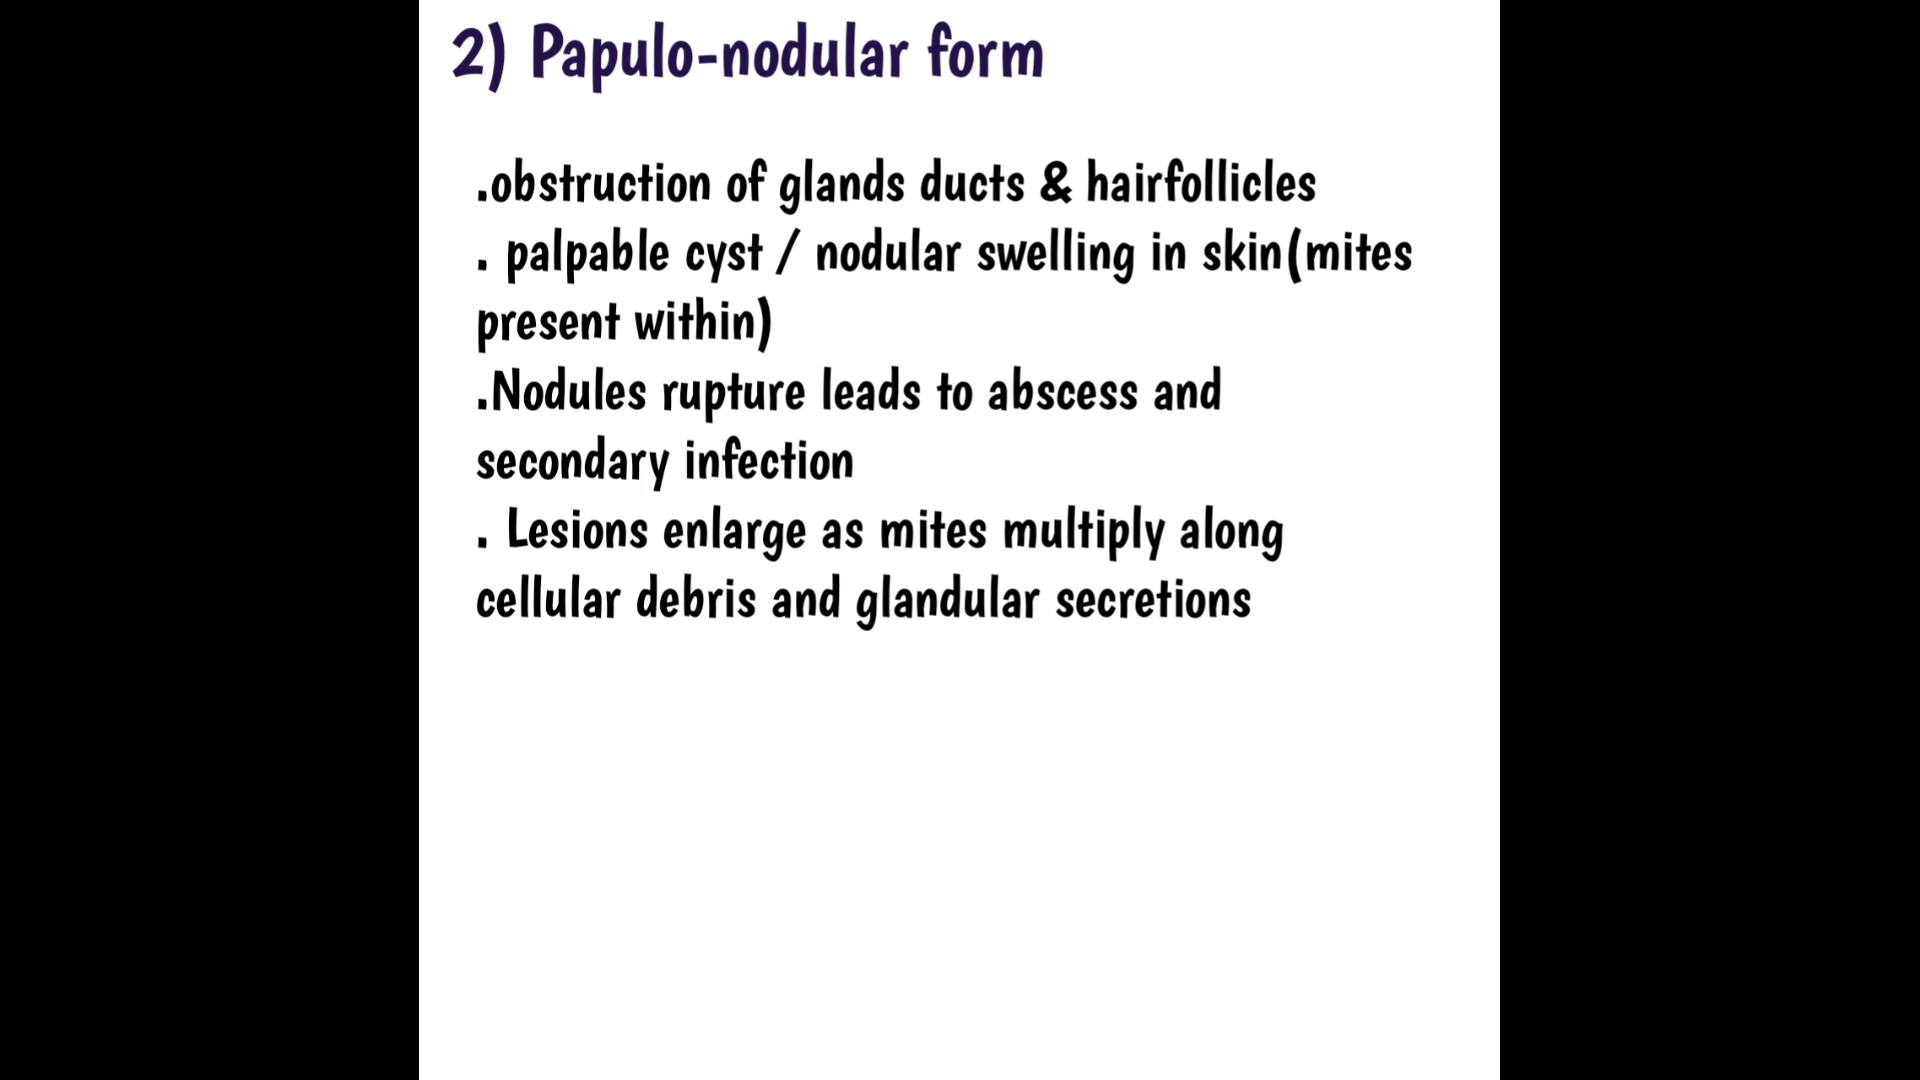 2) Papulo-nodular form
.obstruction of glands ducts & hairfollicles
. palpable cyst / nodular swelling in skin(mites
present within)
.Nodules rupture leads to abscess and
secondary infection
. Lesions enlarge as mites multiply along
cellular debris and glandular secretions